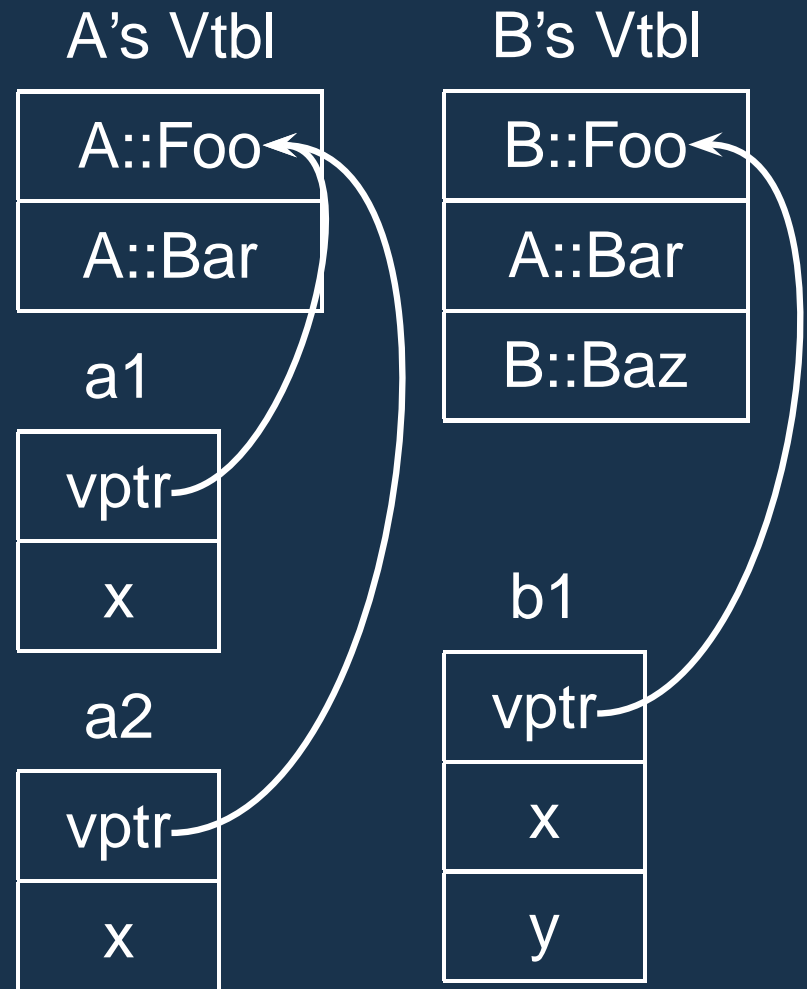 A’s Vtbl
A::Foo
A::Bar
a1
vptr
x
a2
vptr
x
B’s Vtbl
B::Foo
A::Bar
B::Baz
b1
vptr
x
y